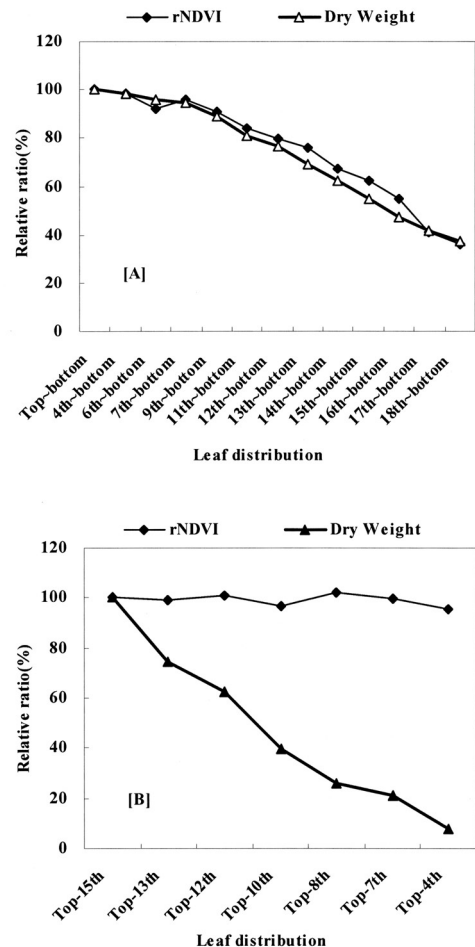 rNDVI Dry Weight
120
100
80
60
40
20
0
Relative ratio(%)
[A]
Top~bottom
4th~bottom
6th~bottom
7th~bottom
9th~bottom
11th~bottom
12th~bottom
13th~bottom
14th~bottom
15th~bottom
16th~bottom
17th~bottom
18th~bottom
Leaf distribution
rNDVI Dry Weight
120
100
80
60
40
20
0
Relative ratio(%)
[B]
Top-15th
Top-13th
Top-12th
Top-10th
Top-8th
Top-7th
Top-4th
Leaf distribution